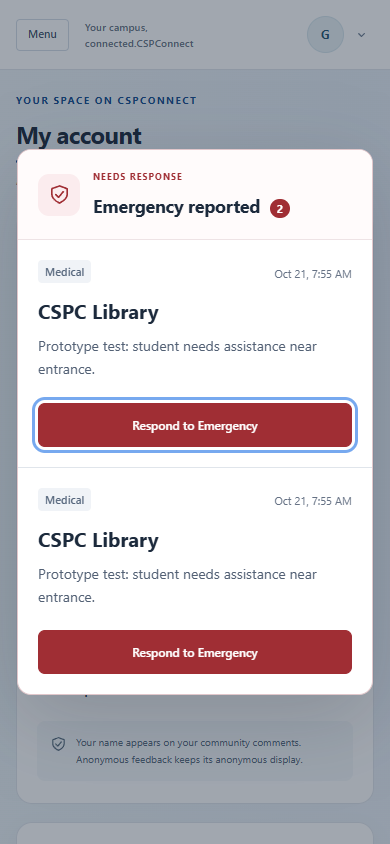 Menu
Your campus,
connected.CSPConnect
G
YOUR SPACE ON CSPCONNECT
My account
NEEDS RESPONSE
Emergency reported 2
Medical
Oct 21, 7:55 AM
CSPC Library
Prototype test: student needs assistance near
entrance.
Respond to Emergency
Medical
Oct 21, 7:55 AM
CSPC Library
Prototype test: student needs assistance near
entrance.
Respond to Emergency
Your name appears on your community comments.
Anonymous feedback keeps its anonymous display.